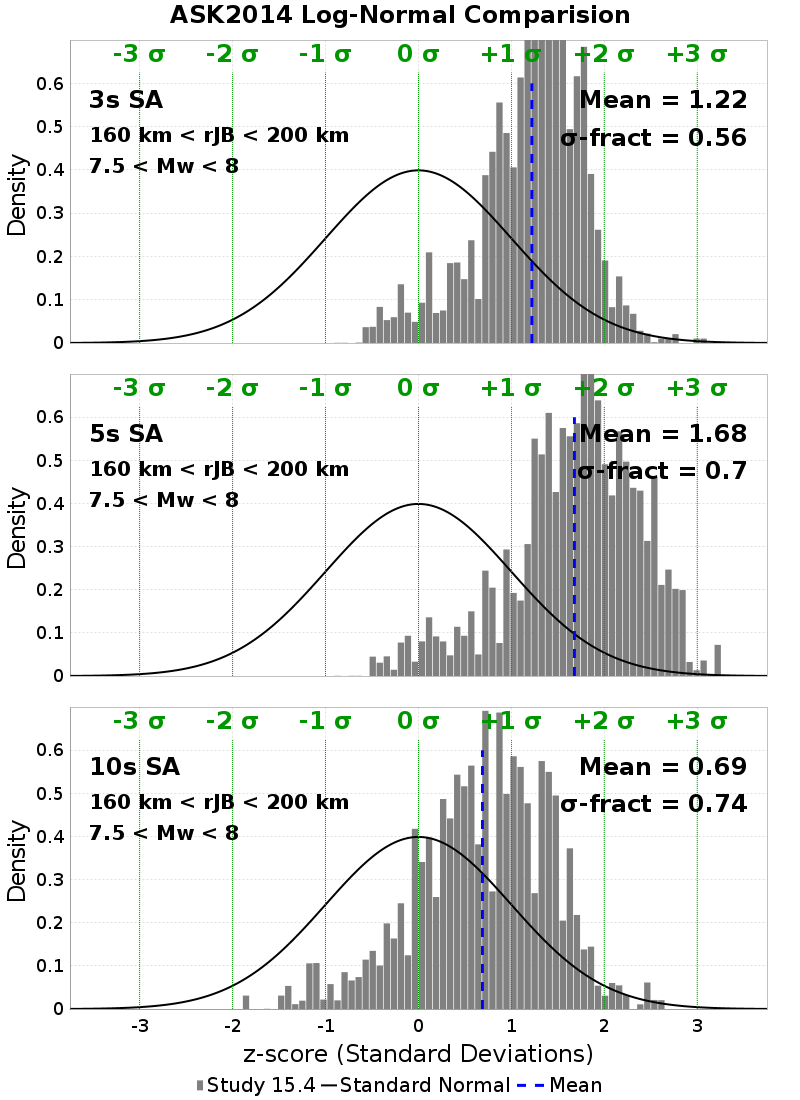 ASK2014 Log-Normal Comparision
-3 σ -2 σ -1 σ 0 σ +1 σ +2 σ +3 σ
3s SA
Mean = 1.22
160 km < rJB < 200 km
σ-fract = 0.56
7.5 < Mw < 8
Density
0.6
0.5
0.4
0.3
0.2
0.1
0
-3 σ -2 σ -1 σ 0 σ +1 σ +2 σ +3 σ
5s SA
Mean = 1.68
160 km < rJB < 200 km
σ-fract = 0.7
7.5 < Mw < 8
Density
0.6
0.5
0.4
0.3
0.2
0.1
0
-3 σ -2 σ -1 σ 0 σ +1 σ +2 σ +3 σ
10s SA
Mean = 0.69
160 km < rJB < 200 km
σ-fract = 0.74
7.5 < Mw < 8
Density
0.6
0.5
0.4
0.3
0.2
0.1
0
-3 -2 -1 0 1 2 3
z-score (Standard Deviations)
Study 15.4 Standard Normal Mean